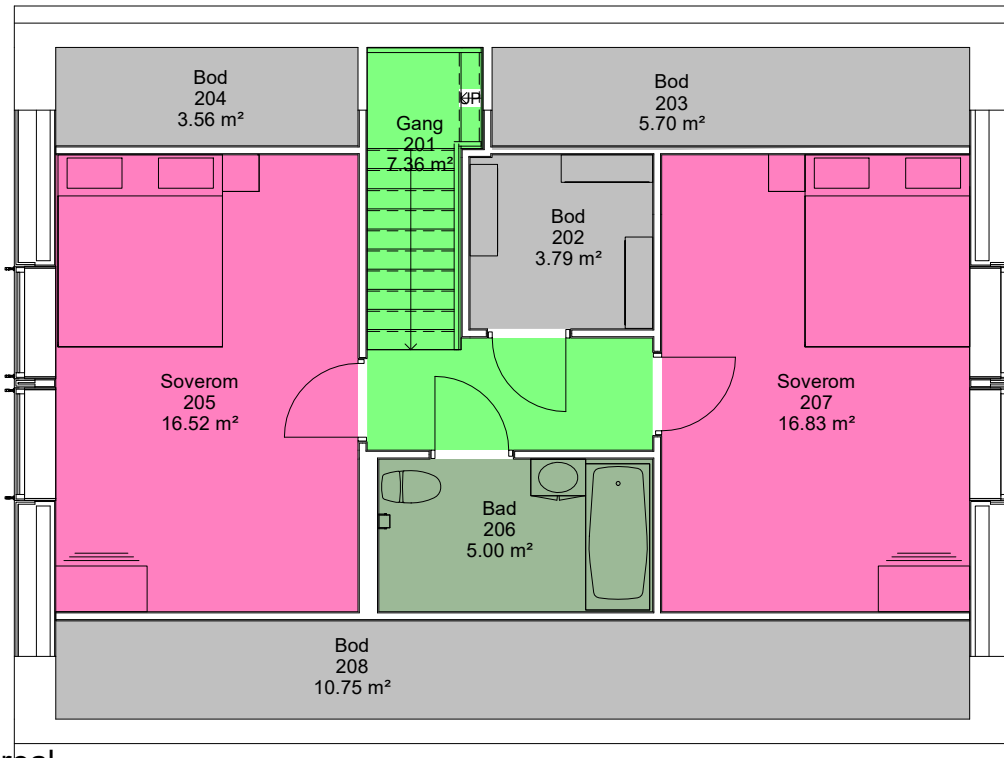 Bod
204
3.56 m²
Bod
203
5.70 m²
Gang
201
7.36 m²
Bod
202
3.79 m²
Soverom
205
16.52 m²
Soverom
207
16.83 m²
Bad
206
5.00 m²
Bod
208
10.75 m²